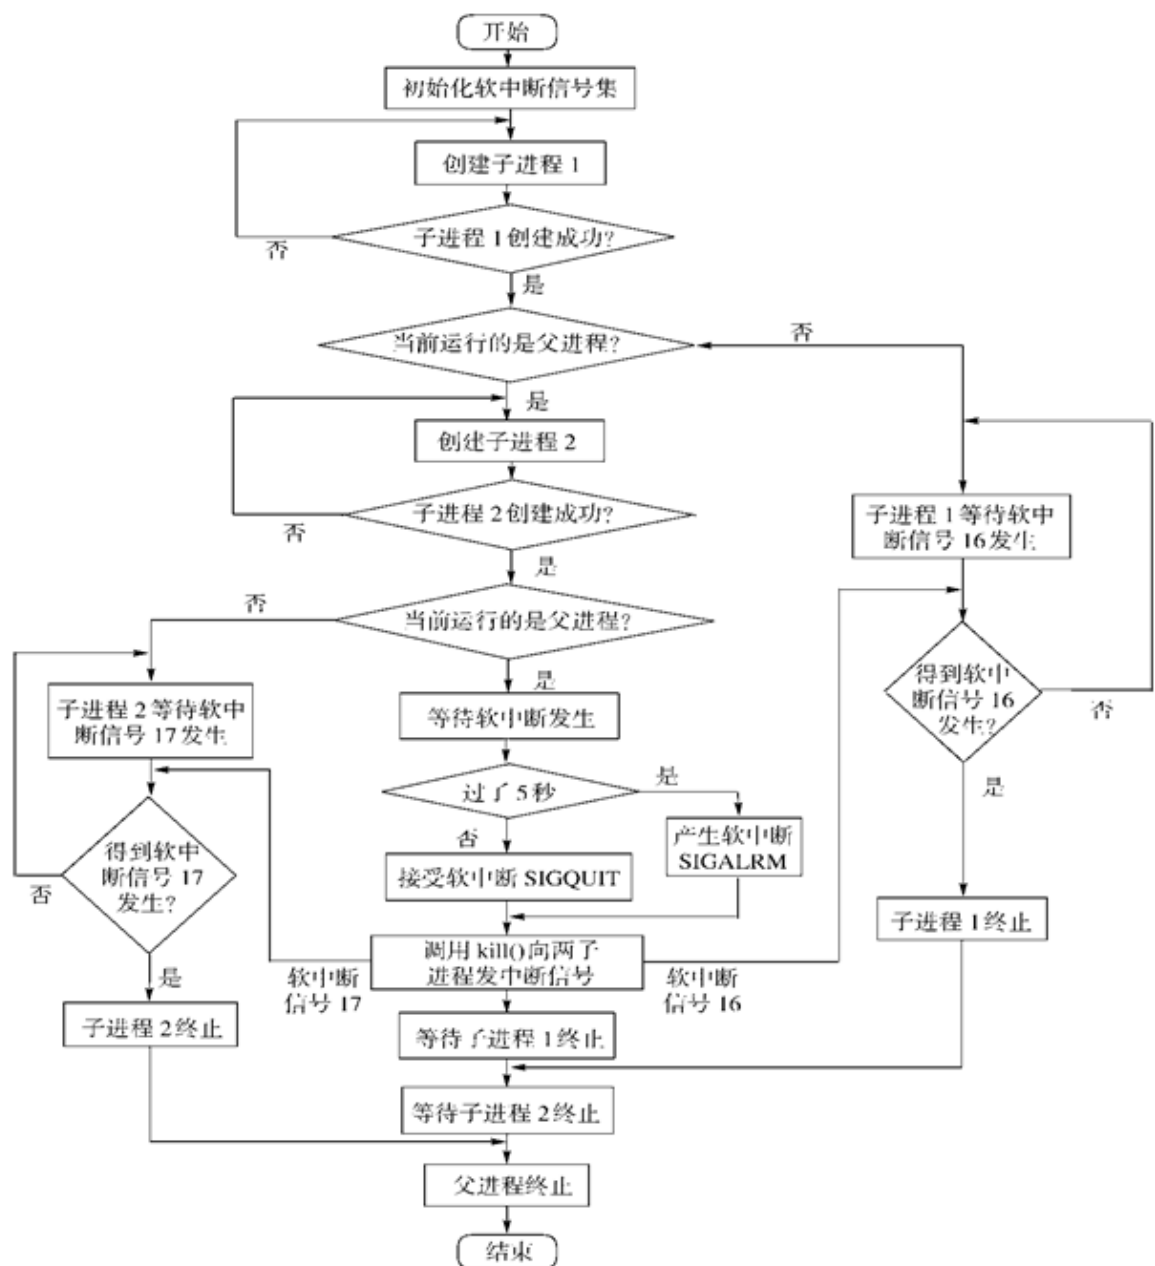 开始
初始化软中断信号集
创建子进程 1
子进程 1 创建成功?
否
是
当前运行的是父进程?
否
是
创建子进程 2
子进程 2 创建成功?
否
子进程 1 等待软中
断信号 16 发生
是
否
当前运行的是父进程?
是
得到软中
断信号 16
发生?
否
子进程 2 等待软中
断信号 17 发生
等待软中断发生
过了 5 秒
是
是
否
产生软中断
SIGALRM
得到软中
断信号 17
发生?
否
接受软中断 SIGQUIT
子进程 1 终止
调用 kill()向两子
进程发中断信号
是
软中断
信号 17
软中断
信号 16
子进程 2 终止
等待子进程 1 终止
等待子进程 2 终止
父进程终止
结束